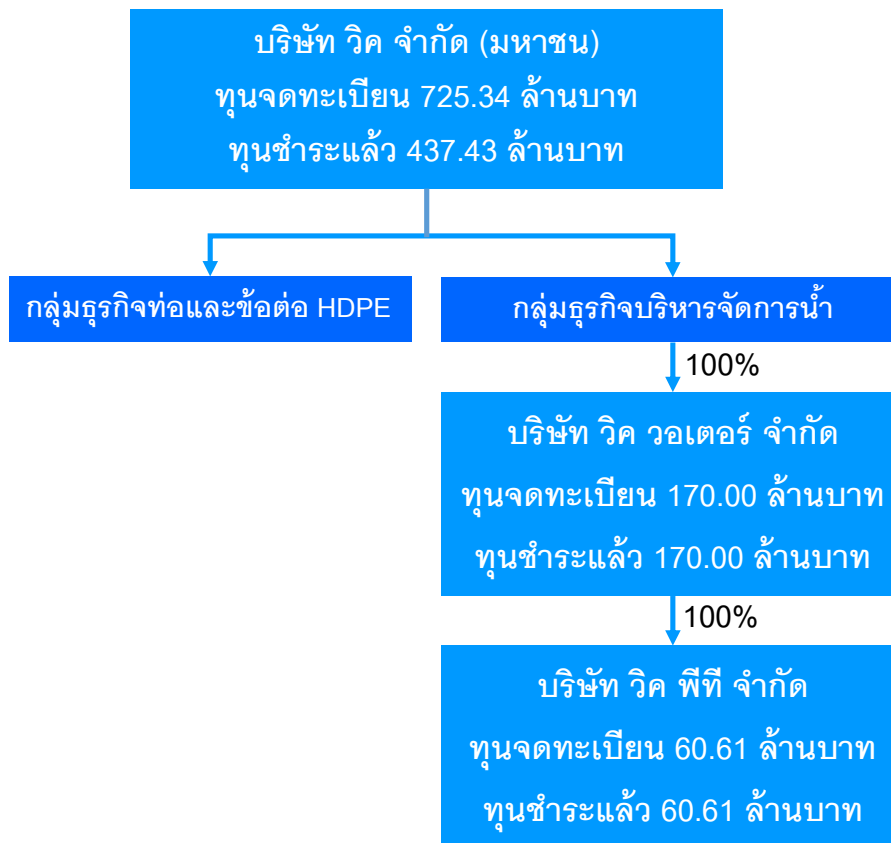 บริษัท วิค จำกัด (มหาชน)
ทุนจดทะเบียน 725.34 ล้านบาท
ทุนชำระแล้ว 437.43 ล้านบาท
กลุ่มธุรกิจท่อและข้อต่อ HDPE
กลุ่มธุรกิจบริหารจัดการน้ำ
100%
บริษัท วิค วอเตอร์ จำกัด
ทุนจดทะเบียน 170.00 ล้านบาท
ทุนชำระแล้ว 170.00 ล้านบาท
100%
บริษัท วิค พีที จำกัด
ทุนจดทะเบียน 60.61 ล้านบาท
ทุนชำระแล้ว 60.61 ล้านบาท